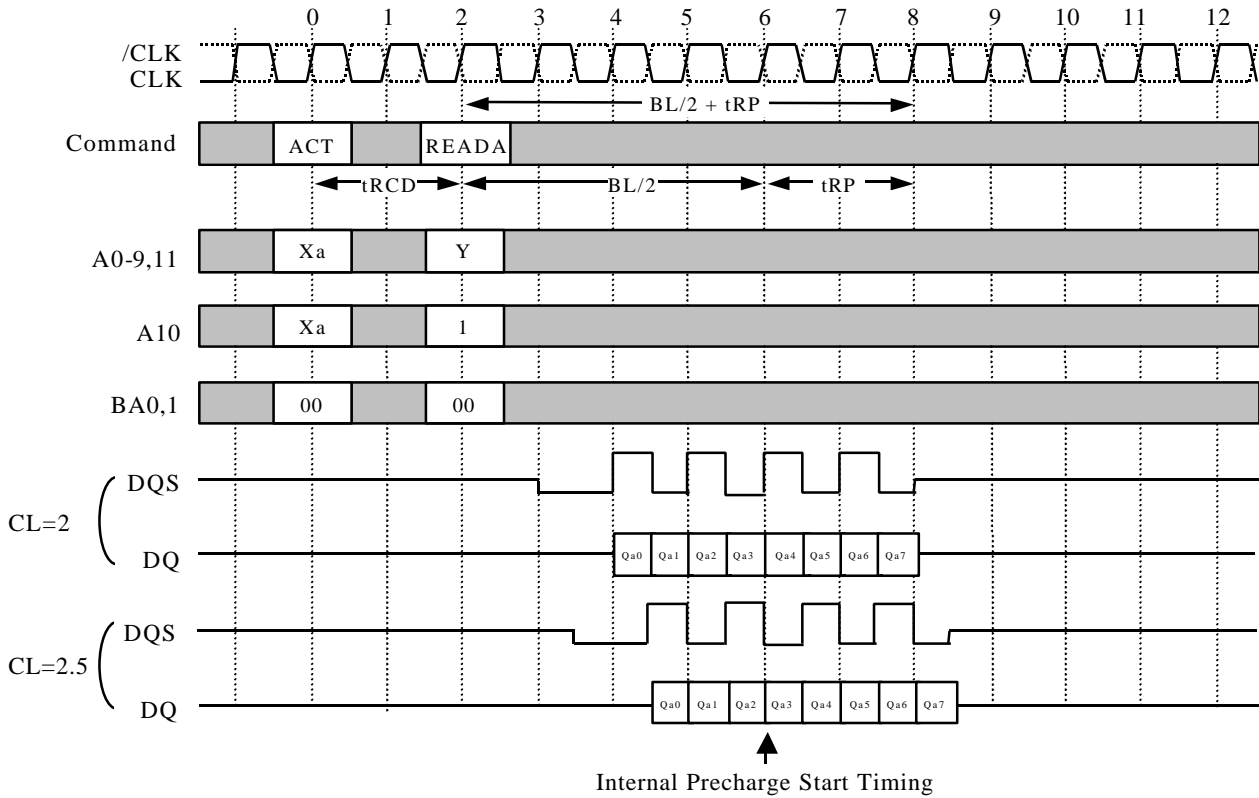 0 1 2 3 4 5 6 7 8 9 10 11 12
/CLK
CLK
BL/2 + tRP
Command ACT READA
tRCD BL/2 tRP
A0-9,11 Xa Y
A10 Xa 1
BA0,1 00 00
DQS
CL=2
DQ Qa0 Qa1 Qa2 Qa3 Qa4 Qa5 Qa6 Qa7
DQS
CL=2.5
DQ Qa0 Qa1 Qa2 Qa3 Qa4 Qa5 Qa6 Qa7
Internal Precharge Start Timing